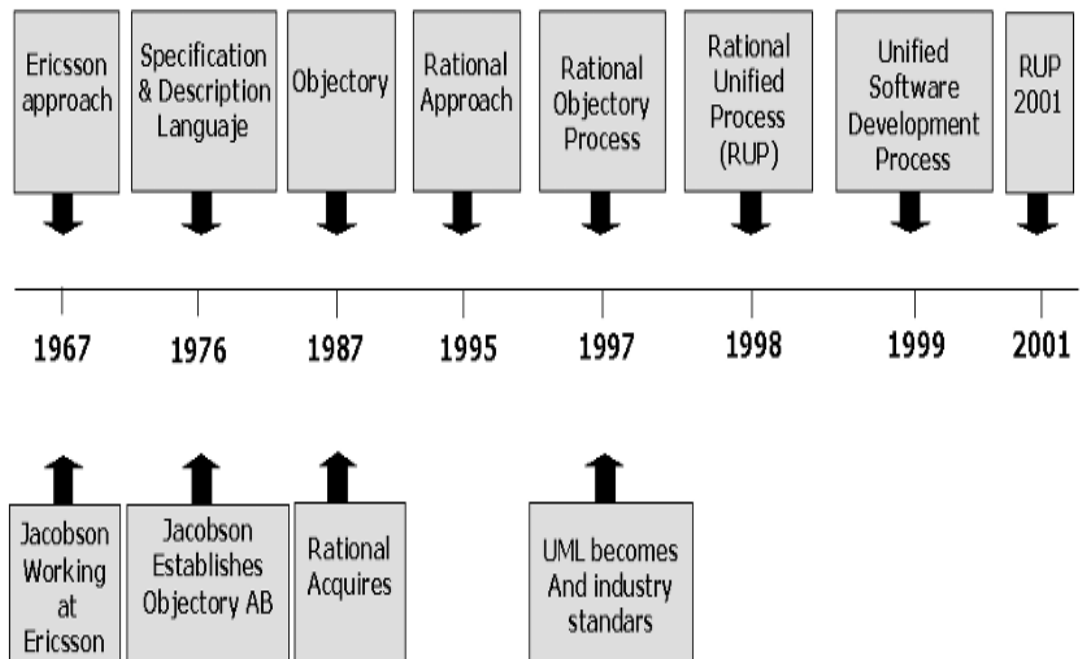 Ericsson
approach
Specification
& Description
Languaje
Objectory
Rational
Approach
Rational
Objectory
Process
Rational
Unified
Process
(RUP)
Unified
Software
Development
Process
RUP
2001
1967
1976
1987
1995
1997
1998
1999
2001
Jacobson
Working
at
Ericsson
Jacobson
Establishes
Objectory AB
Rational
Acquires
UML becomes
And industry
standars